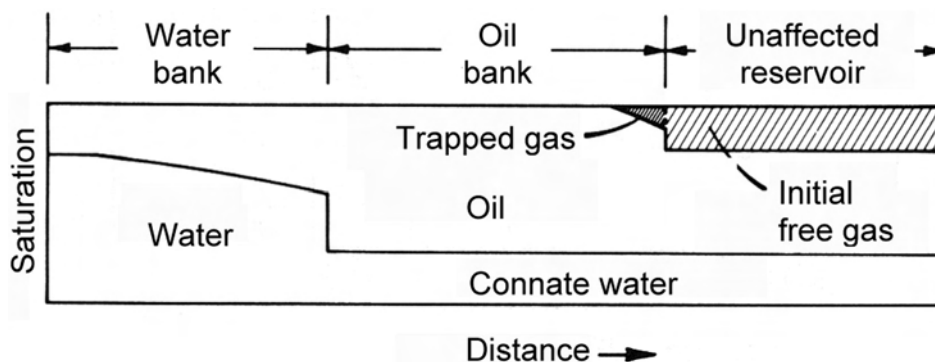 Water
bank
Oil
bank
Unaffected
reservoir
Trapped gas
Initial
free gas
Oil
Water
Connate water
Saturation
Distance